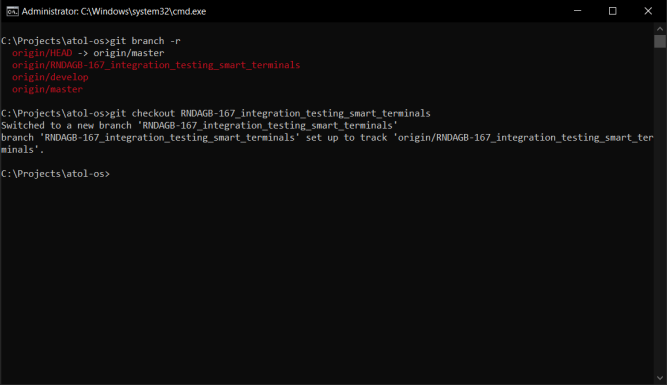 Administrator: C:\Windows\system32\cmd.exe
C:\Projects\atol-os>git branch -r
origin/HEAD -> origin/master
origin/RNDAGB-167_integration_testing_smart_terminals
origin/develop
origin/master
C:\Projects\atol-os>git checkout RNDAGB-167_integration_testing_smart_terminals
Switched to a new branch 'RNDAGB-167_integration_testing_smart_terminals'
branch 'RNDAGB-167_integration_testing_smart_terminals' set up to track 'origin/RNDAGB-167_integration_testing_smart_ter
minals'.
C:\Projects\atol-os>